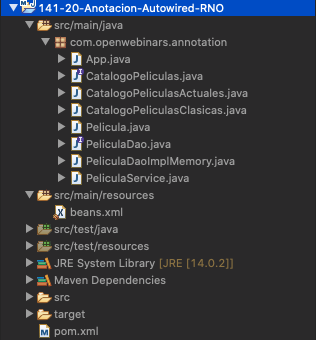 141-20-Anotacion-Autowired-RNO
src/main/java
com.openwebinars.annotation
App.java
CatalogoPeliculas.java
CatalogoPeliculasActuales.java
CatalogoPeliculasClasicas.java
Pelicula.java
PeliculaDao.java
PeliculaDaoImplMemory.java
PeliculaService.java
src/main/resources
beans.xml
src/test/java
src/test/resources
JRE System Library [JRE [14.0.2]]
Maven Dependencies
src
target
pom.xml